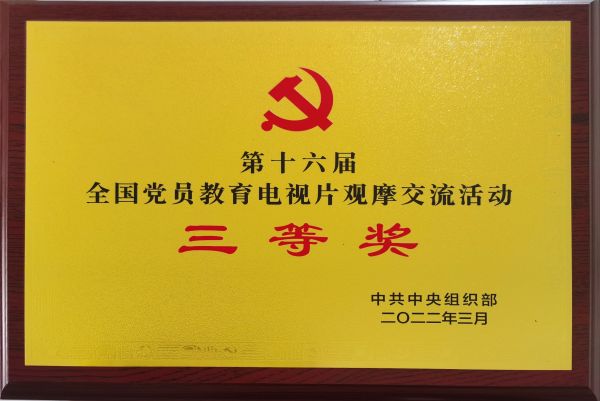 第十六届
全国党员教育电视片观摩交流活动
三等奖
中共中央组织部
二〇二二年三月